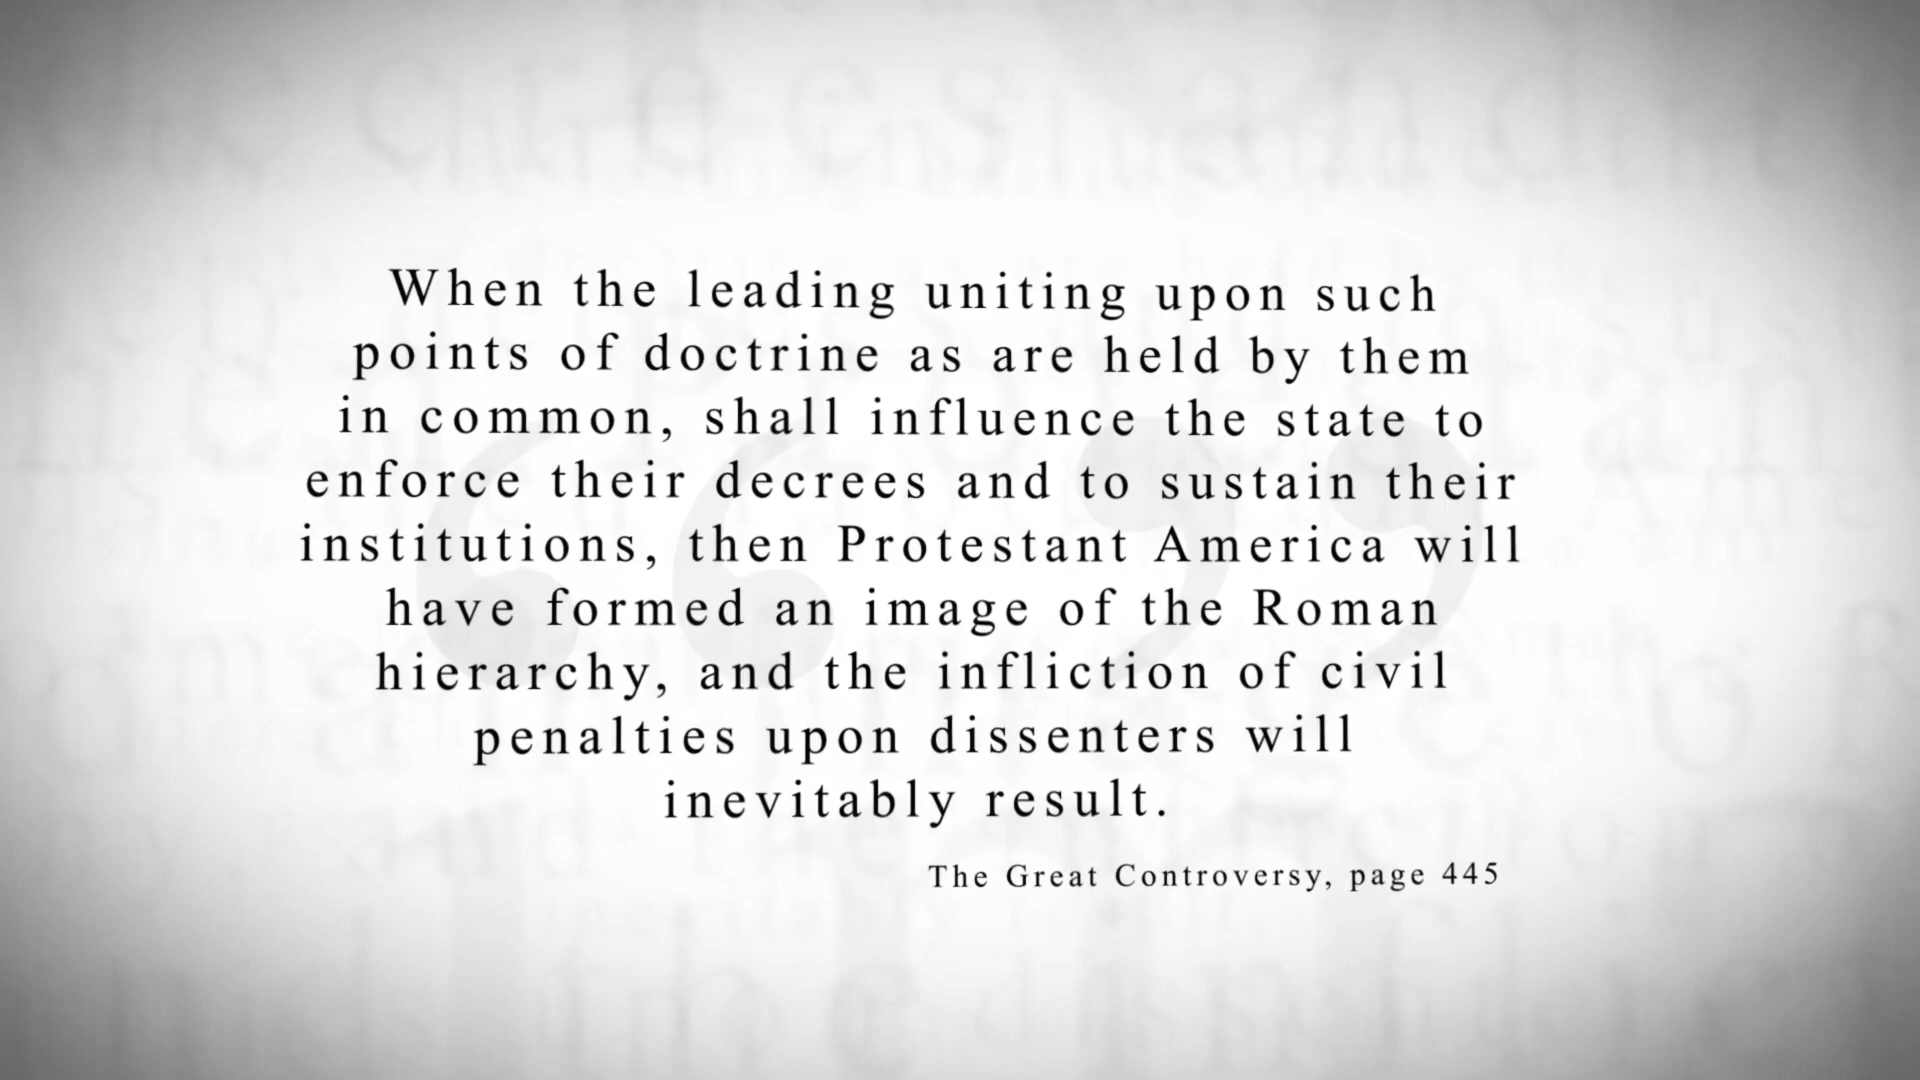 When the leading uniting upon such
points of doctrine as are held by them
in common, shall influence the state to
enforce their decrees and to sustain their
institutions, then Protestant America will
have formed an image of the Roman
hierarchy, and the infliction of civil
penalties upon dissenters will
inevitably result.
The Great Controversy, page 445